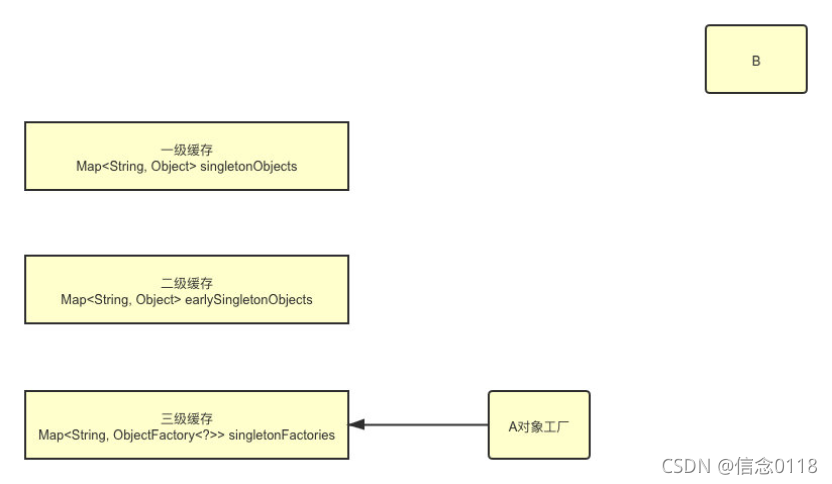 B
一级缓存
Map<String, Object> singletonObjects
二级缓存
Map<String, Object> earlySingletonObjects
三级缓存
Map<String, ObjectFactory<?>> singletonFactories
A对象工厂
CSDN @信念0118